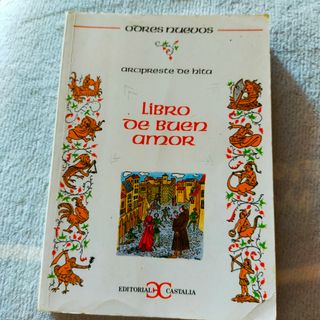 ODRES NUEVOS
ARCIPRESTE DE HITA
LIBRO
DE BUEN
AMOR
EDITORIAL CASTALIA